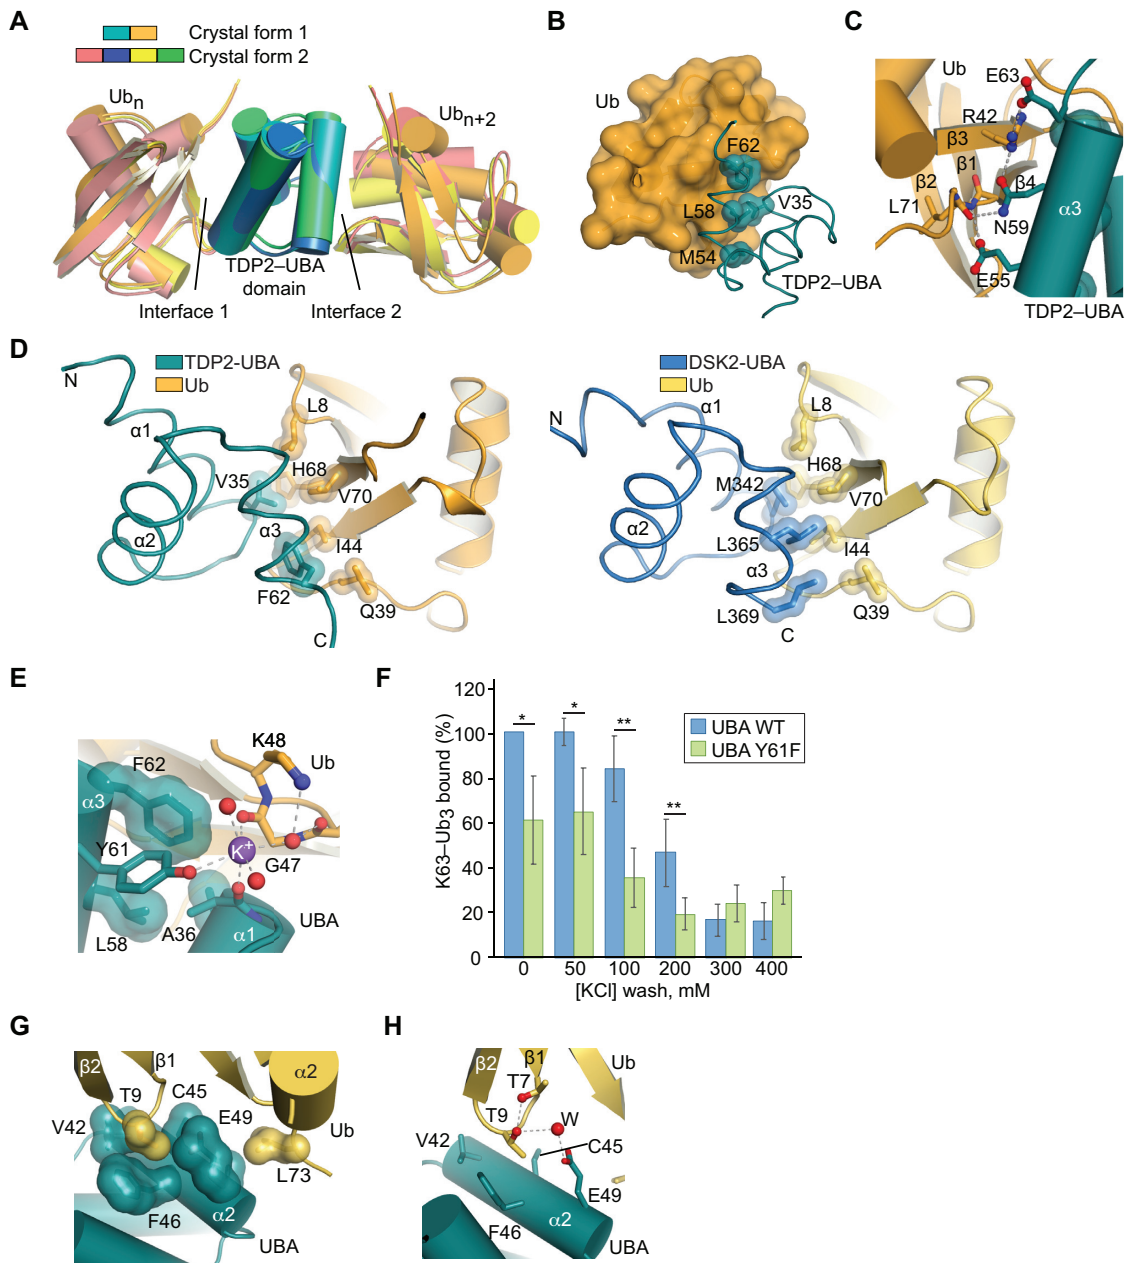 A
Crystal form 1
Crystal form 2
Ubn
Ubn+2
TDP2–UBA
domain
Interface 1
Interface 2
B
Ub
F62
L58
V35
M54
TDP2–UBA
C
Ub
E63
R42
β3
β1
β2
β4
L71
N59
α3
E55
TDP2–UBA
D
TDP2-UBA
Ub
N
α1
L8
H68
V35
V70
α3
α2
I44
F62
Q39
C
DSK2-UBA
Ub
N
α1
L8
H68
M342
V70
α2
L365
I44
α3
L369
Q39
C
E
K48
F62
Ub
α3
Y61
K+
G47
L58
A36
α1
UBA
F
K63–Ub3 bound (%)
120
100
80
60
40
20
0
* * ** **
UBA WT
UBA Y61F
0 50 100 200 300 400
[KCl] wash, mM
G
β2
β1
α2
T9
C45
E49
V42
Ub
L73
F46
α2
UBA
H
β2
β1
Ub
T7
T9
W
V42
C45
E49
F46
α2
UBA